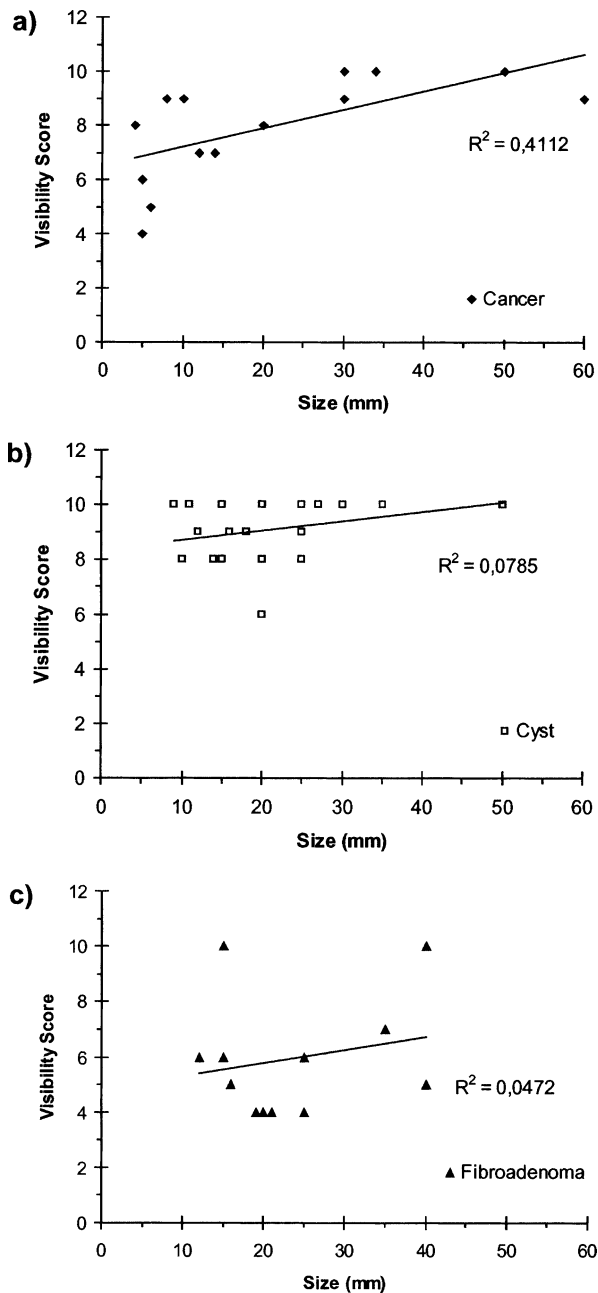 a)
12
10
8
6
4
2
0
Visibility Score
R² = 0,4112
Cancer
0 10 20 30 40 50 60
Size (mm)
b)
12
10
8
6
4
2
0
Visibility Score
R² = 0,0785
Cyst
0 10 20 30 40 50 60
Size (mm)
c)
12
10
8
6
4
2
0
Visibility Score
R² = 0,0472
Fibroadenoma
0 10 20 30 40 50 60
Size (mm)